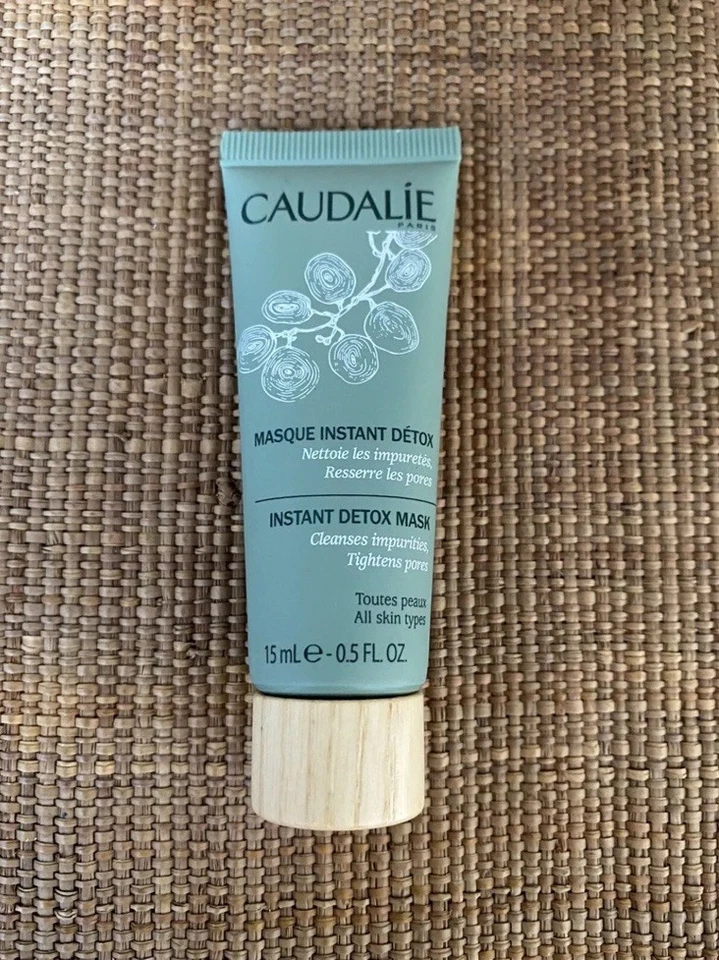 CAUDALÍE
PARIS
MASQUE INSTANT DÉTOX
Nettoie les impuretés,
Resserre les pores
INSTANT DETOX MASK
Cleanses impurities,
Tightens pores
Toutes peaux
All skin types
15 mL e - 0.5 FL. OZ.